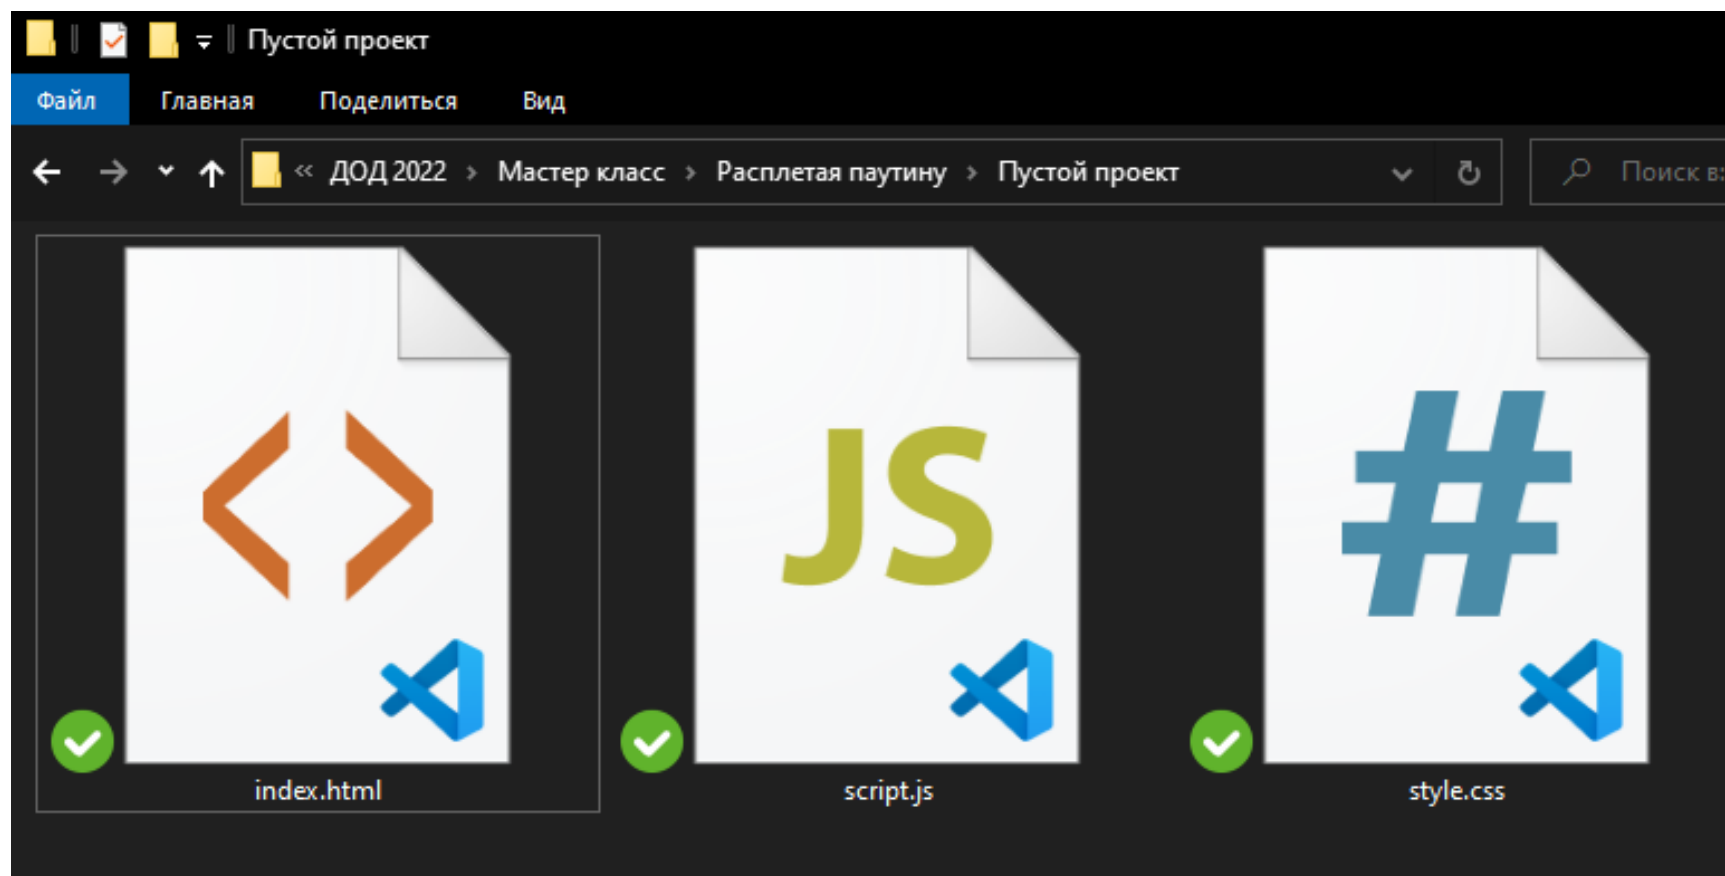 Пустой проект
Файл Главная Поделиться Вид
« ДОД 2022 › Мастер класс › Расплетая паутину › Пустой проект Поиск в:
JS
index.html script.js style.css